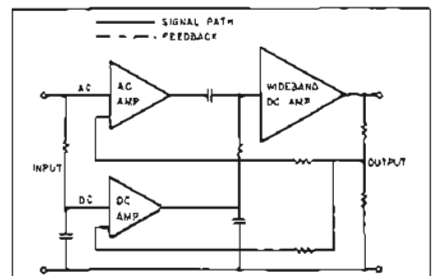 SIGNAL PATH
FEEDBACK
AC
AC
AMP
WIDEBAND
DC AMP
INPUT
OUTPUT
DC
DC
AMP